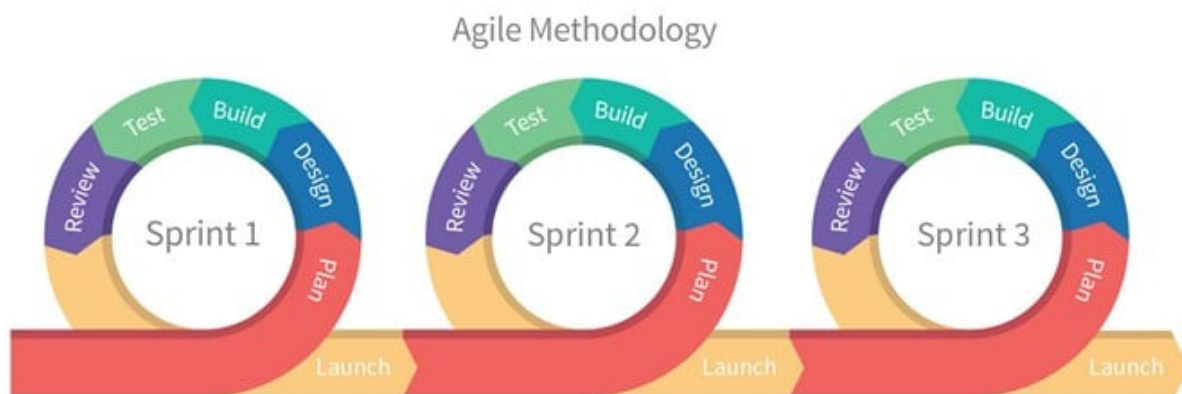 Agile Methodology
Test
Build
Review
Design
Sprint 1
Plan
Launch
Test
Build
Review
Design
Sprint 2
Plan
Launch
Test
Build
Review
Design
Sprint 3
Plan
Launch